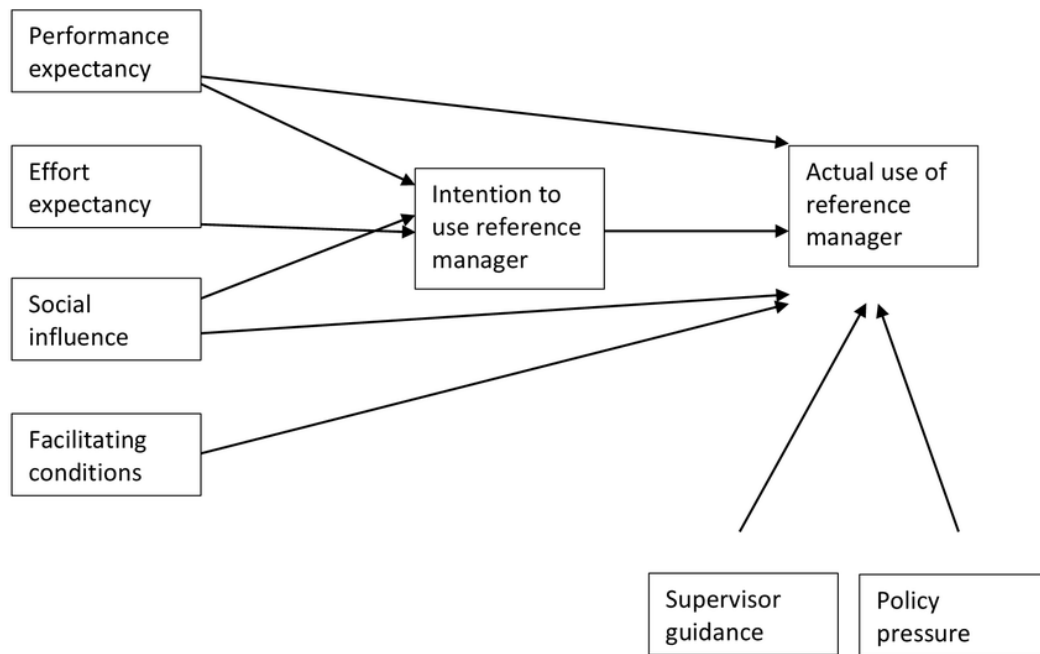 Performance
expectancy
Effort
expectancy
Intention to
use reference
manager
Actual use of
reference
manager
Social
influence
Facilitating
conditions
Supervisor
guidance
Policy
pressure